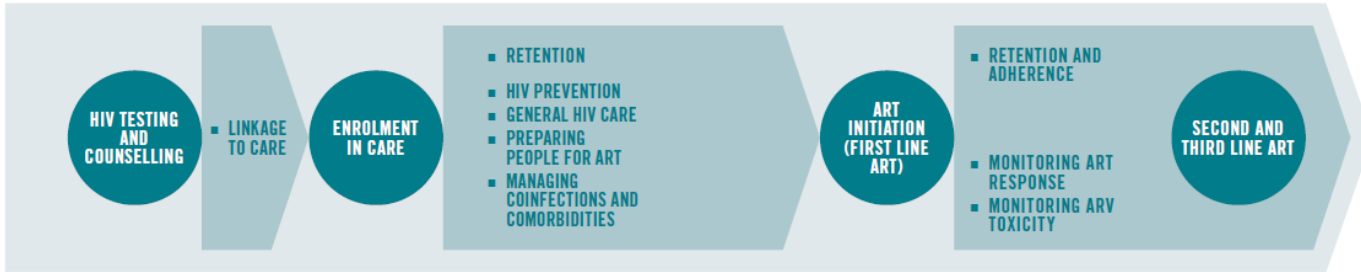 HIV TESTING
AND
COUNSELLING
▪ LINKAGE
TO CARE
ENROLMENT
IN CARE
▪ RETENTION
▪ HIV PREVENTION
▪ GENERAL HIV CARE
▪ PREPARING
PEOPLE FOR ART
▪ MANAGING
COINFECTIONS AND
COMORBIDITIES
ART
INITIATION
(FIRST LINE
ART)
▪ RETENTION AND
ADHERENCE
▪ MONITORING ART
RESPONSE
▪ MONITORING ARV
TOXICITY
SECOND AND
THIRD LINE ART